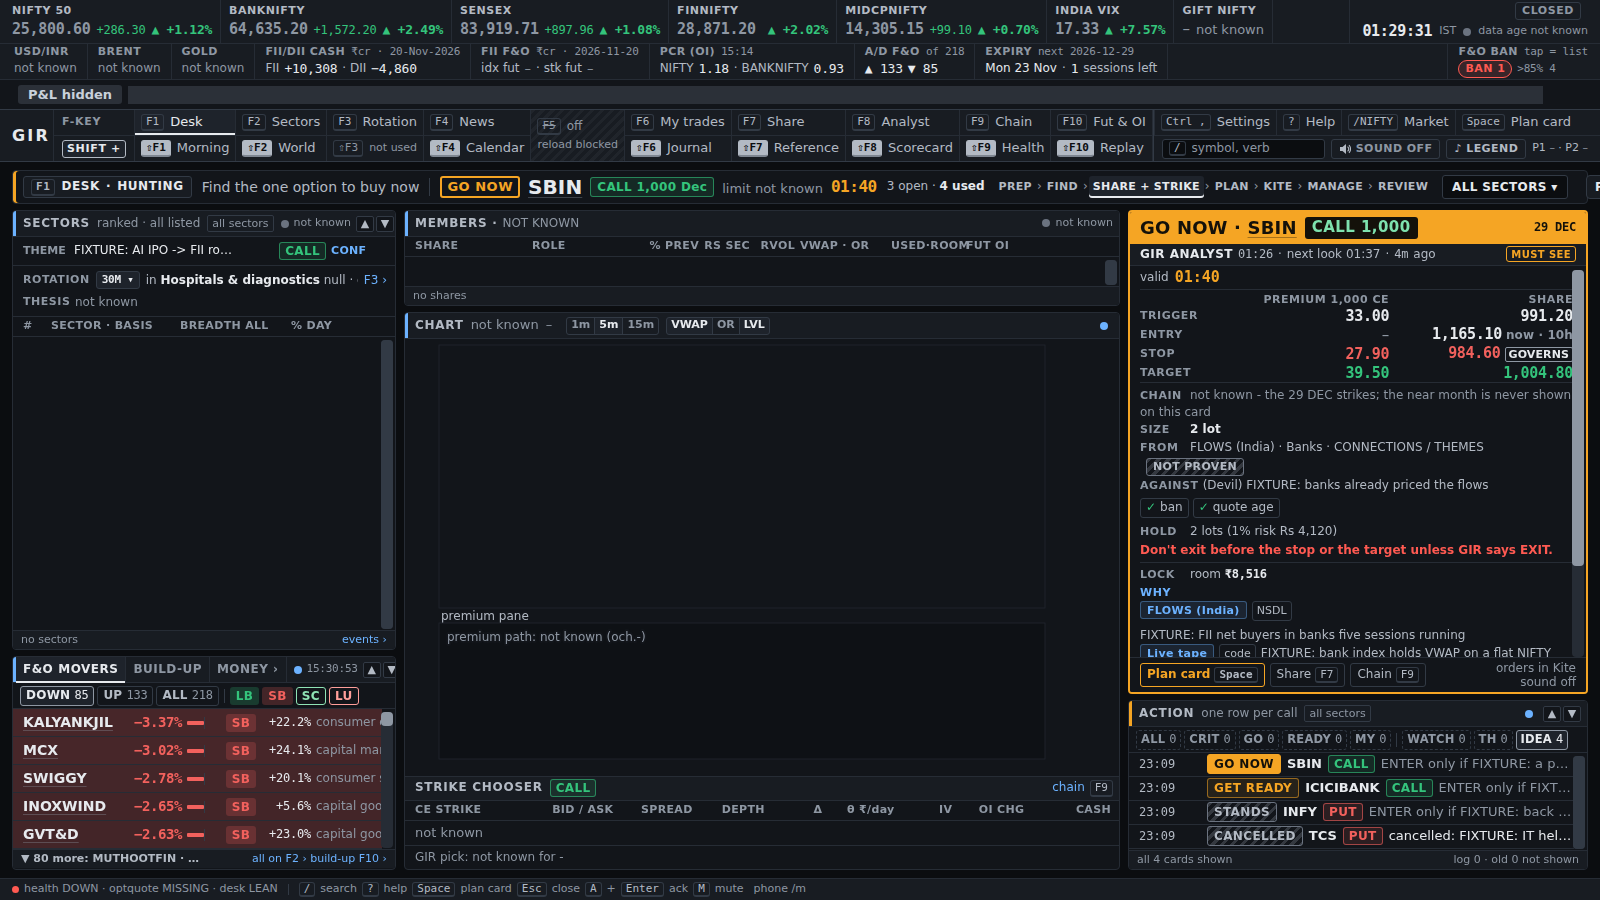 NIFTY 50 BANKNIFTY SENSEX FINNIFTY MIDCPNIFTY INDIA VIX GIFT NIFTY CLOSED
25,800.60 +286.30 ▲ +1.12% 64,635.20 +1,572.20 ▲ +2.49% 83,919.71 +897.96 ▲ +1.08% 28,871.20 ▲ +2.02% 14,305.15 +99.10 ▲ +0.70% 17.33 ▲ +7.57% – not known 01:29:31 IST data age not known
USD/INR BRENT GOLD FII/DII CASH ₹cr · 20-Nov-2026 FII F&O ₹cr · 2026-11-20 PCR (OI) 15:14 A/D F&O of 218 EXPIRY next 2026-12-29 F&O BAN tap = list
not known not known not known FII +10,308 · DII −4,860 idx fut – · stk fut – NIFTY 1.18 · BANKNIFTY 0.93 ▲ 133 ▼ 85 Mon 23 Nov · 1 sessions left BAN 1 >85% 4
P&L hidden
GIR F-KEY F1 Desk F2 Sectors F3 Rotation F4 News F5 off F6 My trades F7 Share F8 Analyst F9 Chain F10 Fut & OI Ctrl , Settings ? Help /NIFTY Market Space Plan card
SHIFT + ⇧F1 Morning ⇧F2 World ⇧F3 not used ⇧F4 Calendar reload blocked ⇧F6 Journal ⇧F7 Reference ⇧F8 Scorecard ⇧F9 Health ⇧F10 Replay / symbol, verb SOUND OFF ♪ LEGEND P1 – · P2 –
F1 DESK · HUNTING Find the one option to buy now GO NOW SBIN CALL 1,000 Dec limit not known 01:40 3 open · 4 used PREP › FIND › SHARE + STRIKE › PLAN › KITE › MANAGE › REVIEW ALL SECTORS ▾
SECTORS ranked · all listed all sectors not known ▲ ▼
THEME FIXTURE: AI IPO -> FII ro… CALL CONF
ROTATION 30M ▾ in Hospitals & diagnostics null · F3 ›
THESIS not known
# SECTOR · BASIS BREADTH ALL % DAY
no sectors events ›
F&O MOVERS BUILD-UP MONEY › 15:30:53 ▲ ▼
DOWN 85 UP 133 ALL 218 LB SB SC LU
KALYANKJIL −3.37% SB +22.2% consumer
MCX −3.02% SB +24.1% capital mar
SWIGGY −2.78% SB +20.1% consumer s
INOXWIND −2.65% SB +5.6% capital goo
GVT&D −2.63% SB +23.0% capital goo
▼ 80 more: MUTHOOTFIN · … all on F2 › build-up F10 ›
MEMBERS · NOT KNOWN not known
SHARE ROLE % PREV RS SEC RVOL VWAP · OR USED·ROOM FUT OI
no shares
CHART not known – 1m 5m 15m VWAP OR LVL
premium pane
premium path: not known (och.-)
STRIKE CHOOSER CALL chain F9
CE STRIKE BID / ASK SPREAD DEPTH Δ θ ₹/day IV OI CHG CASH
not known
GIR pick: not known for -
GO NOW · SBIN CALL 1,000 29 DEC
GIR ANALYST 01:26 · next look 01:37 · 4m ago MUST SEE
valid 01:40
PREMIUM 1,000 CE SHARE
TRIGGER 33.00 991.20
ENTRY – 1,165.10 now · 10h
STOP 27.90 984.60 GOVERNS
TARGET 39.50 1,004.80
CHAIN not known - the 29 DEC strikes; the near month is never shown
on this card
SIZE 2 lot
FROM FLOWS (India) · Banks · CONNECTIONS / THEMES
NOT PROVEN
AGAINST (Devil) FIXTURE: banks already priced the flows
✓ ban ✓ quote age
HOLD 2 lots (1% risk Rs 4,120)
Don't exit before the stop or the target unless GIR says EXIT.
LOCK room ₹8,516
WHY
FLOWS (India) NSDL
FIXTURE: FII net buyers in banks five sessions running
Live tape code FIXTURE: bank index holds VWAP on a flat NIFTY
Plan card Space Share F7 Chain F9 orders in Kite
sound off
ACTION one row per call all sectors ▲ ▼
ALL 0 CRIT 0 GO 0 READY 0 MY 0 WATCH 0 TH 0 IDEA 4
23:09 GO NOW SBIN CALL ENTER only if FIXTURE: a p…
23:09 GET READY ICICIBANK CALL ENTER only if FIXT…
23:09 STANDS INFY PUT ENTER only if FIXTURE: back …
23:09 CANCELLED TCS PUT cancelled: FIXTURE: IT hel…
all 4 cards shown log 0 · old 0 not shown
health DOWN · optquote MISSING · desk LEAN / search ? help Space plan card Esc close A + Enter ack M mute phone /m